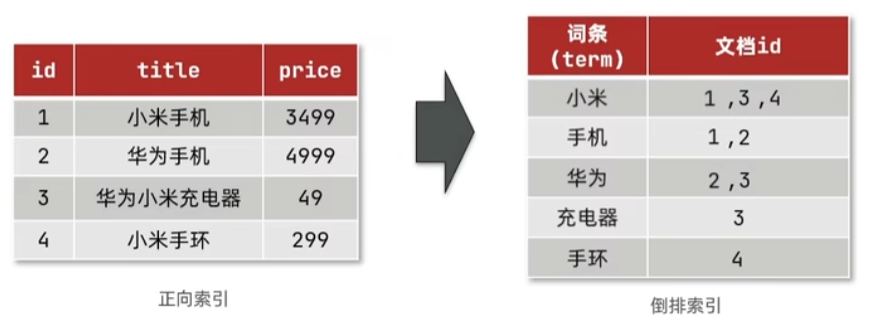 id title price
1 小米手机 3499
2 华为手机 4999
3 华为小米充电器 49
4 小米手环 299
正向索引
词条
(term) 文档id
小米 1 ,3 ,4
手机 1,2
华为 2 ,3
充电器 3
手环 4
倒排索引